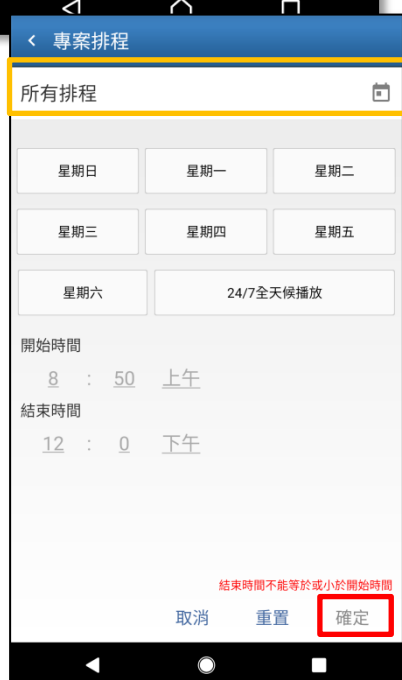 專案排程
所有排程
星期日 星期一 星期二
星期三 星期四 星期五
星期六 24/7全天候播放
開始時間
8 : 50 上午
結束時間
12 : 0 下午
結束時間不能等於或小於開始時間
取消 重置 確定